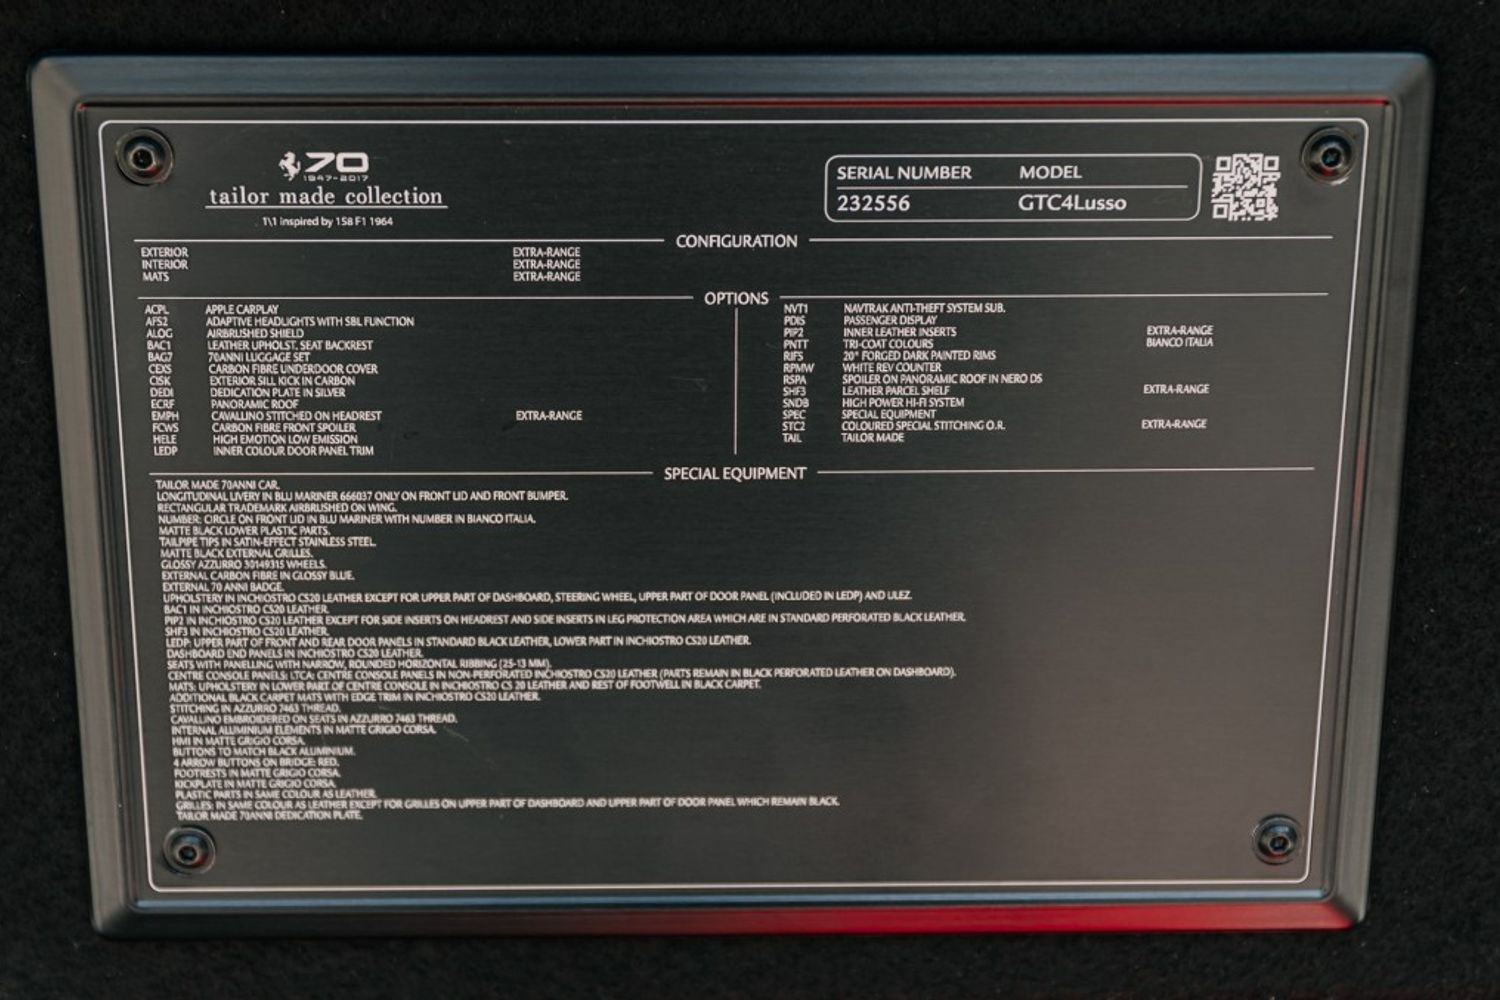 70
1947-2017
tailor made collection
1\1 inspired by 158 F1 1964
SERIAL NUMBER MODEL
232556 GTC4Lusso
CONFIGURATION
EXTERIOR EXTRA-RANGE
INTERIOR EXTRA-RANGE
MATS EXTRA-RANGE
OPTIONS
ACPL APPLE CARPLAY
AFS2 ADAPTIVE HEADLIGHTS WITH SBL FUNCTION
ALOG AIRBRUSHED SHIELD
BAC1 LEATHER UPHOLST. SEAT BACKREST
BAG7 70ANNI LUGGAGE SET
CEXS CARBON FIBRE UNDERDOOR COVER
CISK EXTERIOR SILL KICK IN CARBON
DEDI DEDICATION PLATE IN SILVER
ECRF PANORAMIC ROOF
EMPH CAVALLINO STITCHED ON HEADREST EXTRA-RANGE
FCWS CARBON FIBRE FRONT SPOILER
HELE HIGH EMOTION LOW EMISSION
LEDP INNER COLOUR DOOR PANEL TRIM
NVT1 NAVTRAK ANTI-THEFT SYSTEM SUB.
PDIS PASSENGER DISPLAY
PIP2 INNER LEATHER INSERTS EXTRA-RANGE
PNTT TRI-COAT COLOURS BIANCO ITALIA
RIFS 20" FORGED DARK PAINTED RIMS
RPMW WHITE REV COUNTER
RSPA SPOILER ON PANORAMIC ROOF IN NERO DS
SHF3 LEATHER PARCEL SHELF EXTRA-RANGE
SNDB HIGH POWER HI-FI SYSTEM
SPEC SPECIAL EQUIPMENT
STC2 COLOURED SPECIAL STITCHING O.R. EXTRA-RANGE
TAIL TAILOR MADE
SPECIAL EQUIPMENT
TAILOR MADE 70ANNI CAR.
LONGITUDINAL LIVERY IN BLU MARINER 666037 ONLY ON FRONT LID AND FRONT BUMPER.
RECTANGULAR TRADEMARK AIRBRUSHED ON WING.
NUMBER: CIRCLE ON FRONT LID IN BLU MARINER WITH NUMBER IN BIANCO ITALIA.
MATTE BLACK LOWER PLASTIC PARTS.
TAILPIPE TIPS IN SATIN-EFFECT STAINLESS STEEL.
MATTE BLACK EXTERNAL GRILLES.
GLOSSY AZZURRO 30149315 WHEELS.
EXTERNAL CARBON FIBRE IN GLOSSY BLUE.
EXTERNAL 70 ANNI BADGE.
UPHOLSTERY IN INCHIOSTRO CS20 LEATHER EXCEPT FOR UPPER PART OF DASHBOARD, STEERING WHEEL, UPPER PART OF DOOR PANEL (INCLUDED IN LEDP) AND ULEZ.
BAC1 IN INCHIOSTRO CS20 LEATHER.
PIP2 IN INCHIOSTRO CS20 LEATHER EXCEPT FOR SIDE INSERTS ON HEADREST AND SIDE INSERTS IN LEG PROTECTION AREA WHICH ARE IN STANDARD PERFORATED BLACK LEATHER.
SHF3 IN INCHIOSTRO CS20 LEATHER.
LEDP: UPPER PART OF FRONT AND REAR DOOR PANELS IN STANDARD BLACK LEATHER, LOWER PART IN INCHIOSTRO CS20 LEATHER.
DASHBOARD END PANELS IN INCHIOSTRO CS20 LEATHER.
SEATS WITH PANELLING WITH NARROW, ROUNDED HORIZONTAL RIBBING (25-13 MM).
CENTRE CONSOLE PANELS: LTCA: CENTRE CONSOLE PANELS IN NON-PERFORATED INCHIOSTRO CS20 LEATHER (PARTS REMAIN IN BLACK PERFORATED LEATHER ON DASHBOARD).
MATS: UPHOLSTERY IN LOWER PART OF CENTRE CONSOLE IN INCHIOSTRO CS 20 LEATHER AND REST OF FOOTWELL IN BLACK CARPET.
ADDITIONAL BLACK CARPET MATS WITH EDGE TRIM IN INCHIOSTRO CS20 LEATHER.
STITCHING IN AZZURRO 7463 THREAD.
CAVALLINO EMBROIDERED ON SEATS IN AZZURRO 7463 THREAD.
INTERNAL ALUMINIUM ELEMENTS IN MATTE GRIGIO CORSA.
HMI IN MATTE GRIGIO CORSA.
BUTTONS TO MATCH BLACK ALUMINIUM.
4 ARROW BUTTONS ON BRIDGE: RED.
FOOTRESTS IN MATTE GRIGIO CORSA.
KICKPLATE IN MATTE GRIGIO CORSA.
PLASTIC PARTS IN SAME COLOUR AS LEATHER.
GRILLES: IN SAME COLOUR AS LEATHER EXCEPT FOR GRILLES ON UPPER PART OF DASHBOARD AND UPPER PART OF DOOR PANEL WHICH REMAIN BLACK.
TAILOR MADE 70ANNI DEDICATION PLATE.